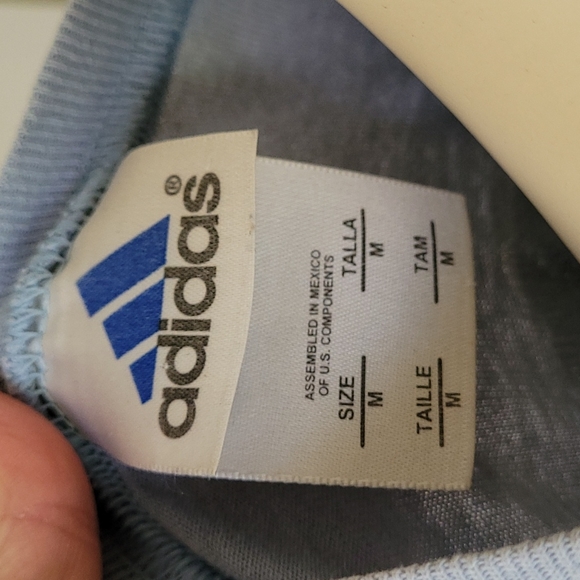 adidas®
ASSEMBLED IN MEXICO
OF U.S. COMPONENTS
SIZE TALLA
M M
TAILLE TAM
M M